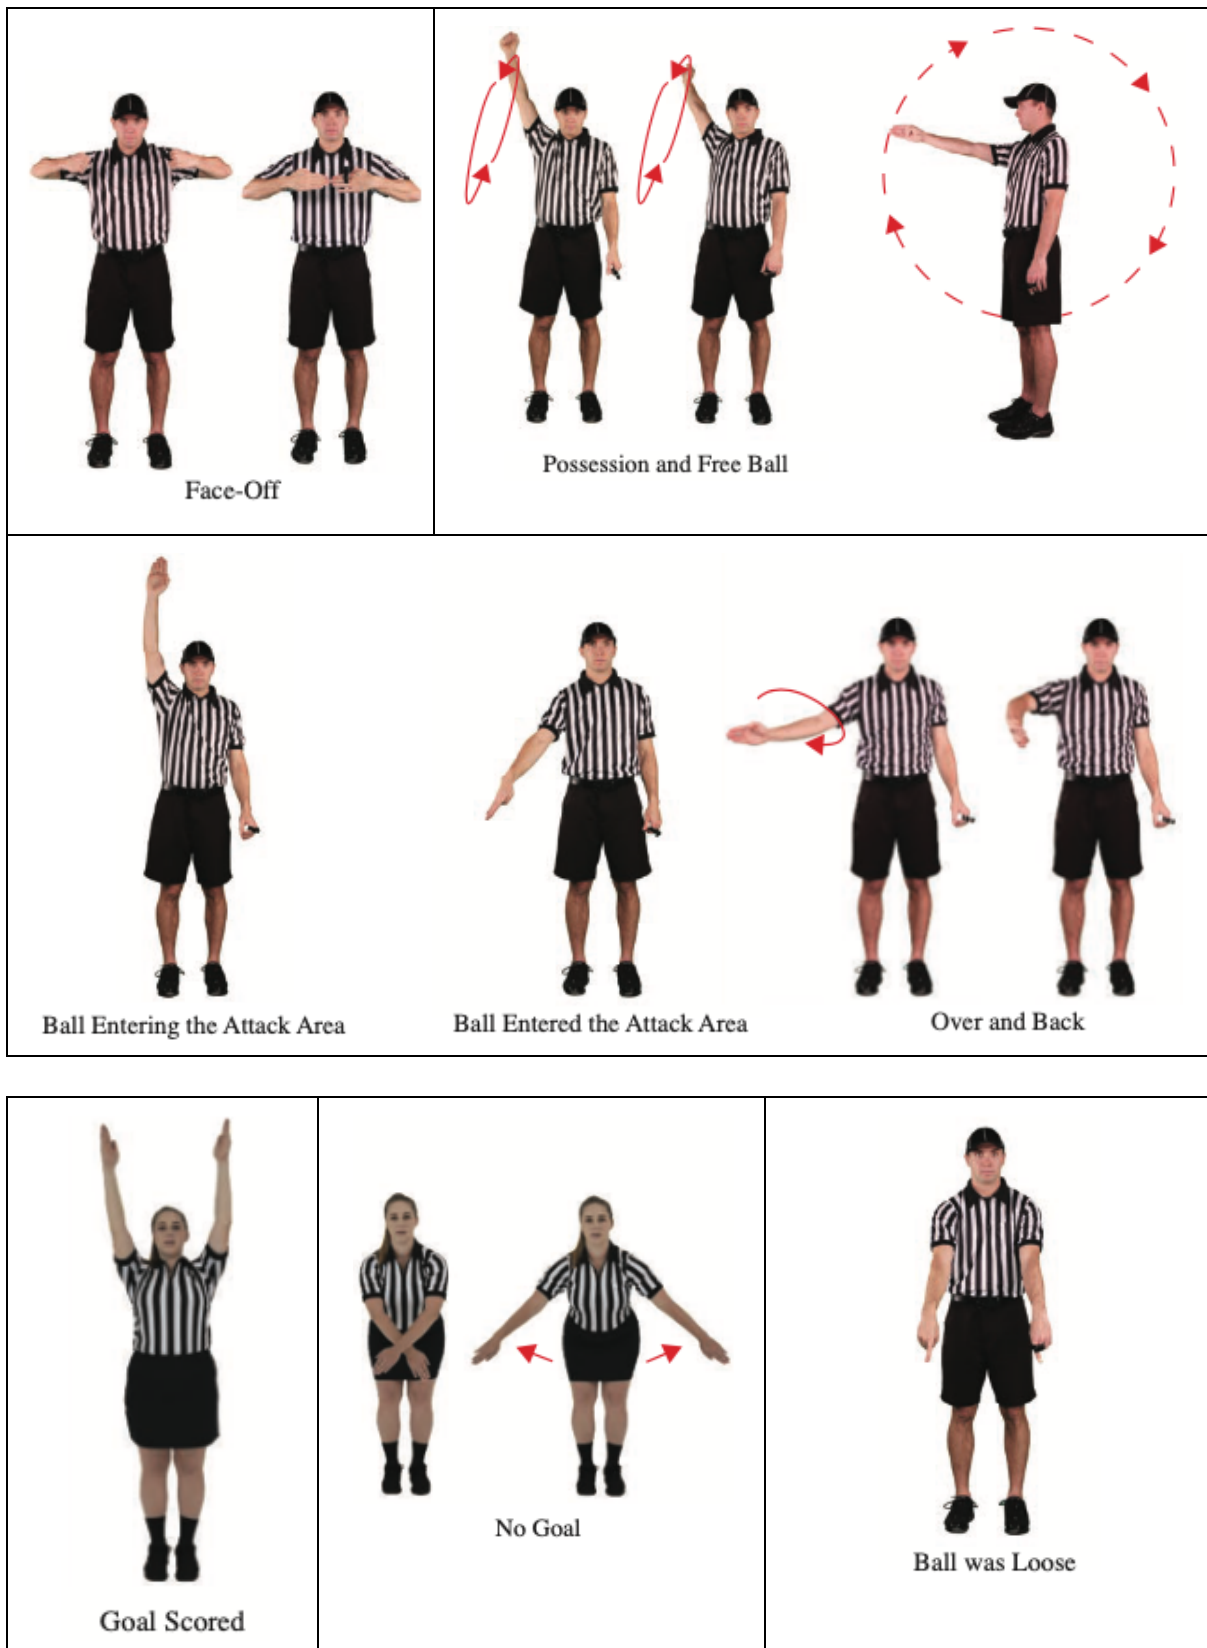 Face-Off
Possession and Free Ball
Ball Entering the Attack Area
Ball Entered the Attack Area
Over and Back
Goal Scored
No Goal
Ball was Loose